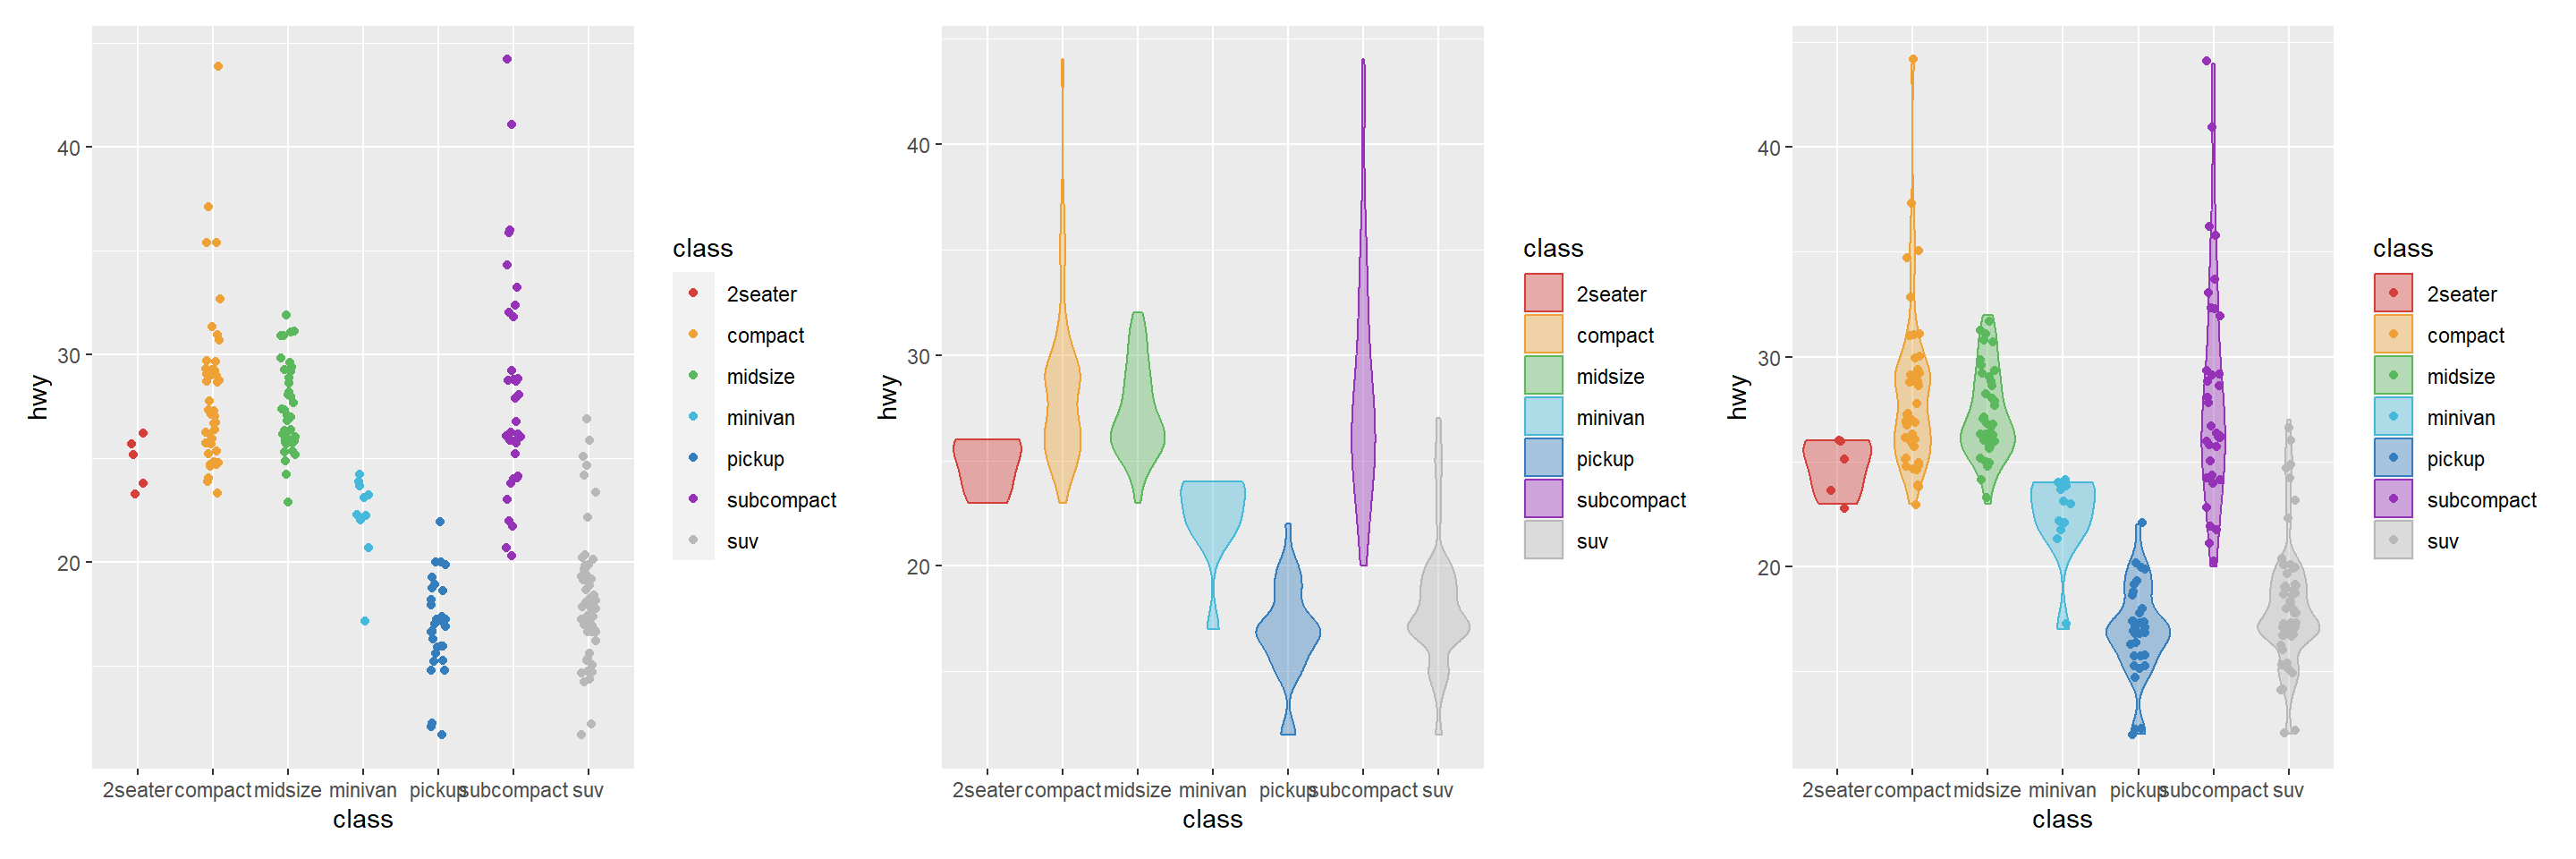 hwy
40
30
20
2seater compact midsize minivan pickup subcompact suv
class
class
2seater
compact
midsize
minivan
pickup
subcompact
suv
hwy
40
30
20
2seater compact midsize minivan pickup subcompact suv
class
class
2seater
compact
midsize
minivan
pickup
subcompact
suv
hwy
40
30
20
2seater compact midsize minivan pickup subcompact suv
class
class
2seater
compact
midsize
minivan
pickup
subcompact
suv